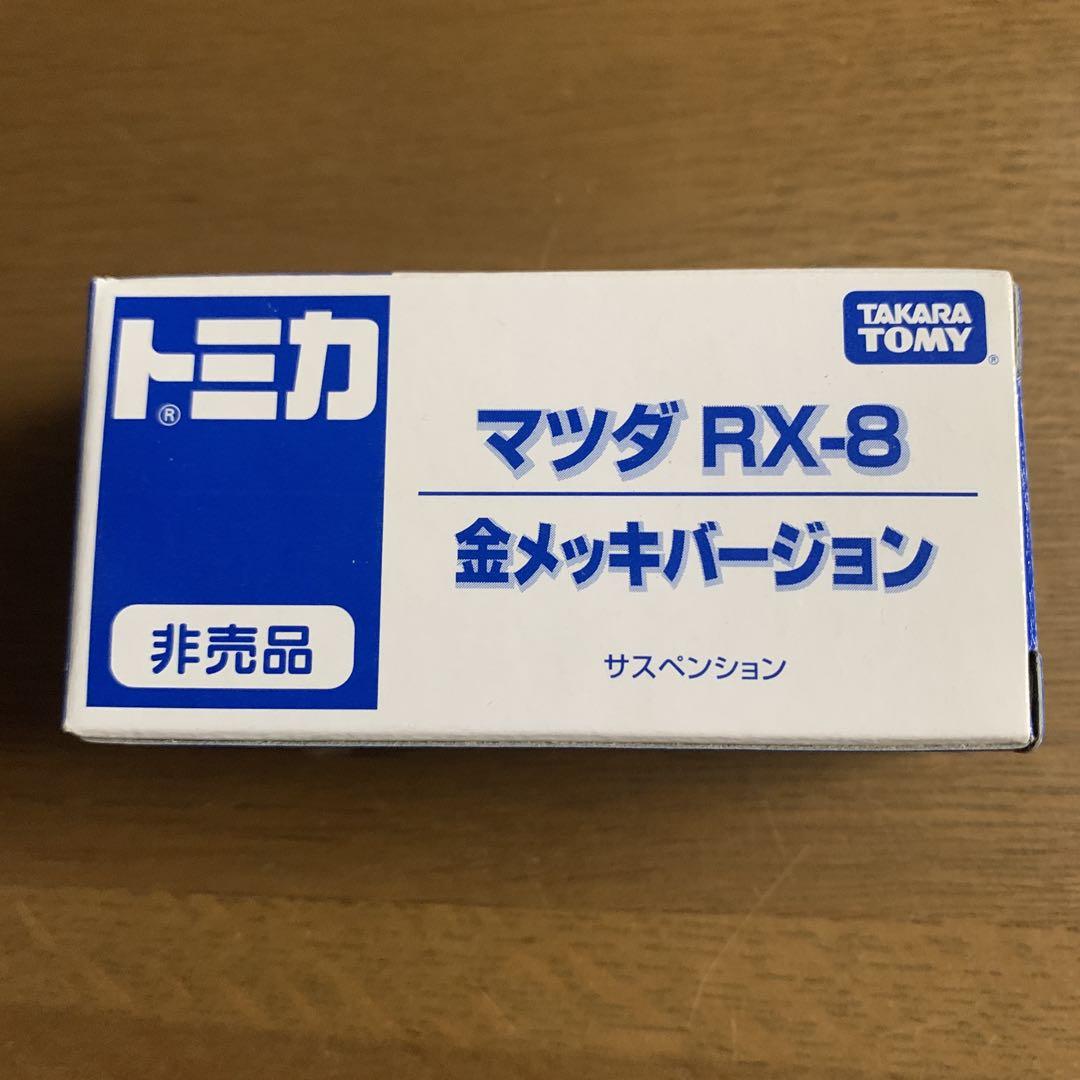 トミカ®
TAKARA
TOMY®
マツダ RX-8
金メッキバージョン
非売品
サスペンション